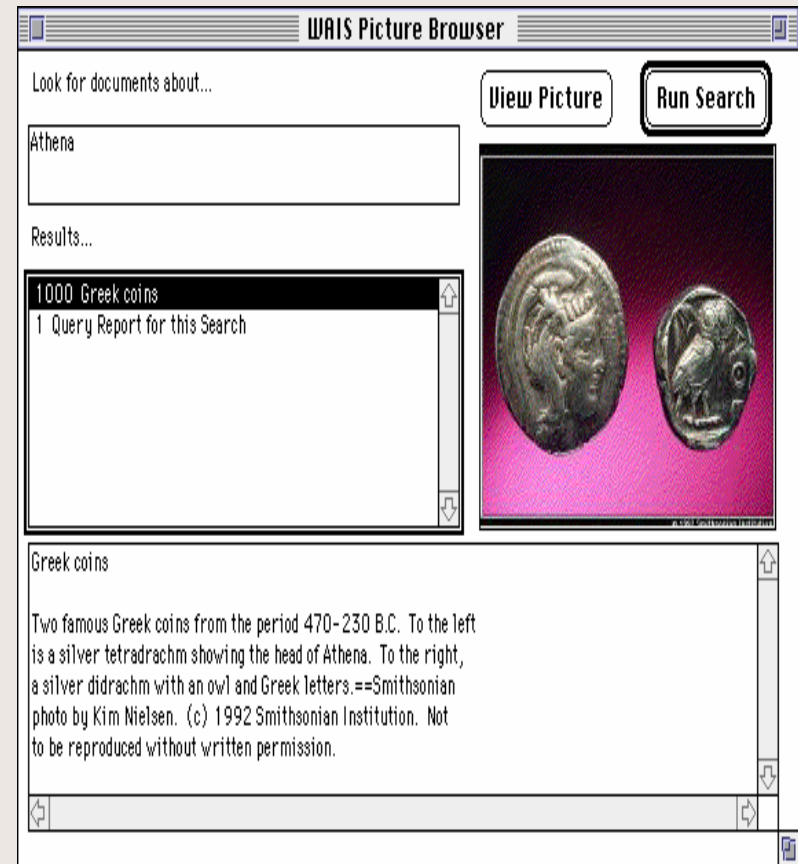 WAIS Picture Browser
Look for documents about...
View Picture
Run Search
Athena
Results...
1000 Greek coins
1 Query Report for this Search
© 1992 Smithsonian Institution
Greek coins
Two famous Greek coins from the period 470-230 B.C. To the left
is a silver tetradrachm showing the head of Athena. To the right,
a silver didrachm with an owl and Greek letters.==Smithsonian
photo by Kim Nielsen. (c) 1992 Smithsonian Institution. Not
to be reproduced without written permission.